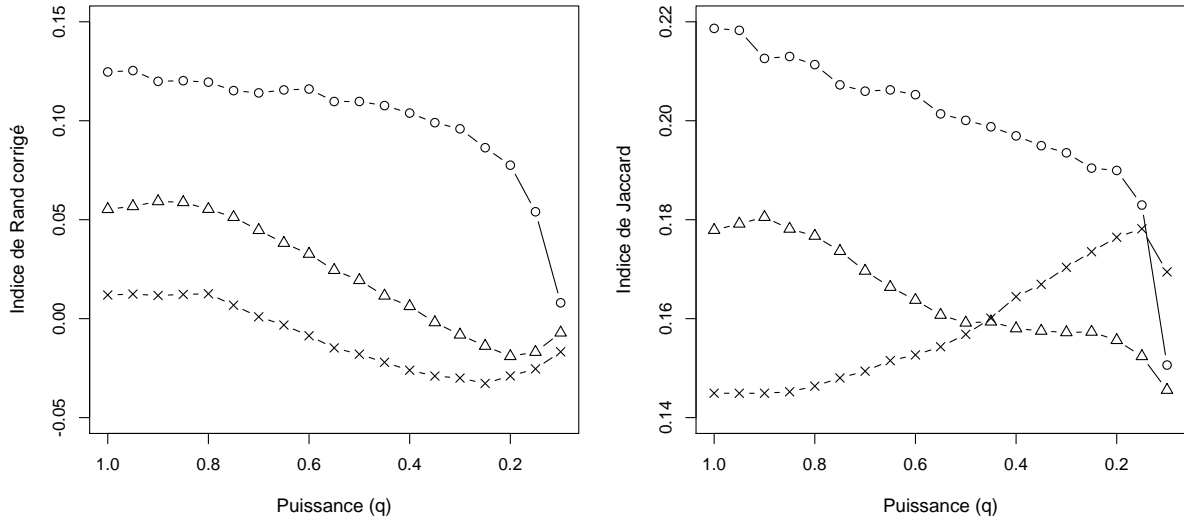 0.15
0.10
0.05
0.00
-0.05
Indice de Rand corrigé
1.0 0.8 0.6 0.4 0.2
Puissance (q)
0.22
0.20
0.18
0.16
0.14
Indice de Jaccard
1.0 0.8 0.6 0.4 0.2
Puissance (q)